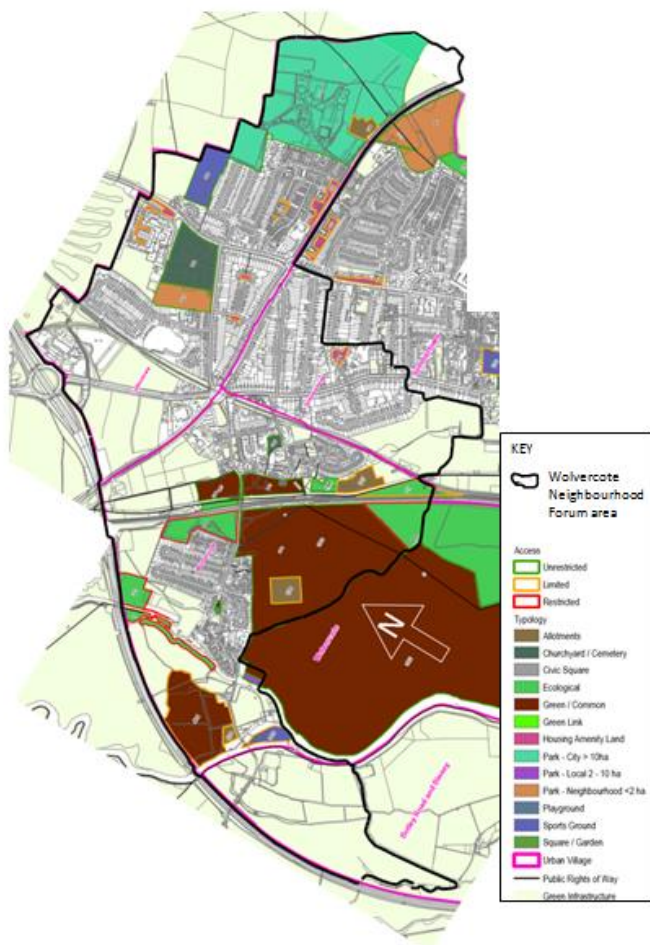 N
KEY
Wolvercote
Neighbourhood
Forum area
Access
Unrestricted
Limited
Restricted
Typology
Allotments
Churchyard / Cemetery
Civic Square
Ecological
Green / Common
Green Link
Housing Amenity Land
Park - City > 10ha
Park - Local 2 - 10 ha
Park - Neighbourhood <2 ha
Playground
Sports Ground
Square / Garden
Urban Village
Public Rights of Way
Green Infrastructure